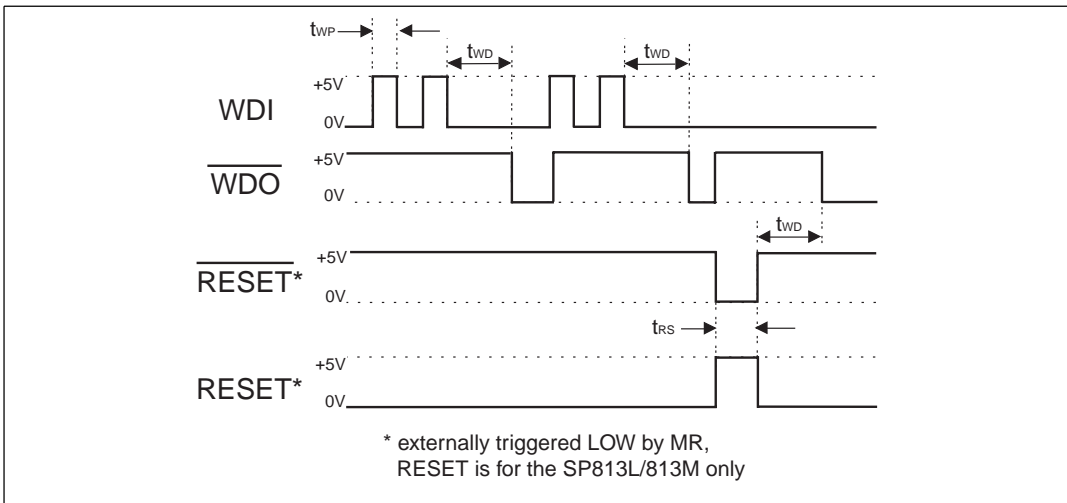 tWP
tWD
tWD
+5V
WDI
0V
+5V
WDO
0V
tWD
+5V
RESET*
0V
tRS
+5V
RESET*
0V
* externally triggered LOW by MR,
RESET is for the SP813L/813M only